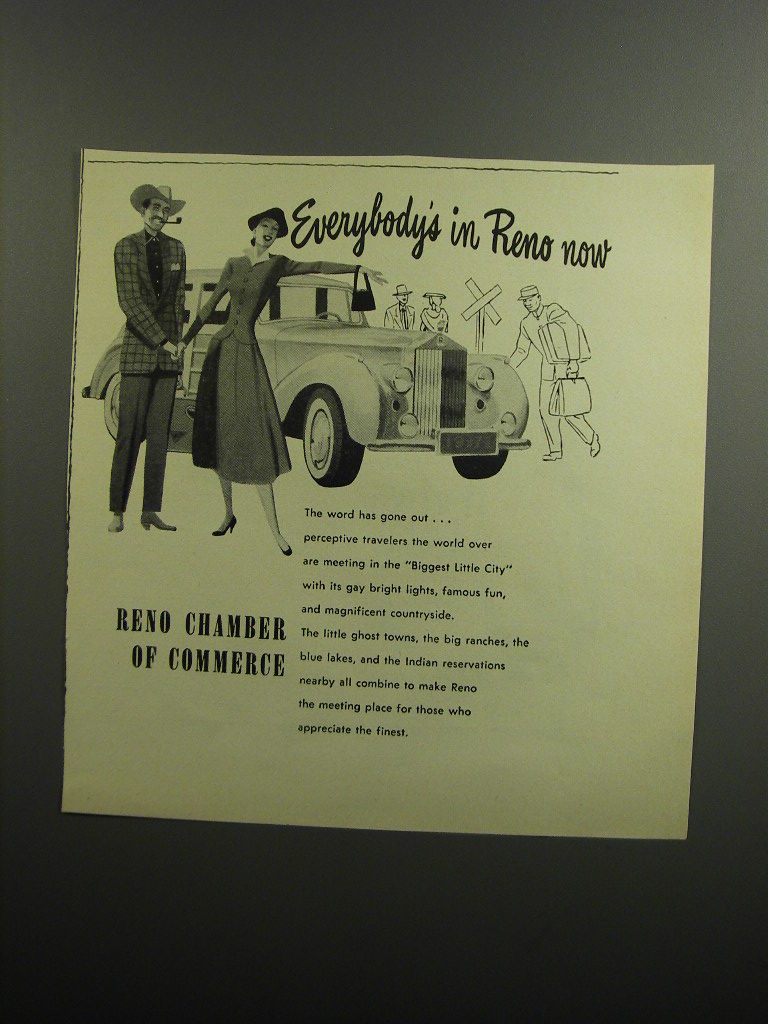 Everybody's in Reno now
The word has gone out . . .
perceptive travelers the world over
are meeting in the "Biggest Little City"
with its gay bright lights, famous fun,
and magnificent countryside.
The little ghost towns, the big ranches, the
blue lakes, and the Indian reservations
nearby all combine to make Reno
the meeting place for those who
appreciate the finest.
RENO CHAMBER
OF COMMERCE